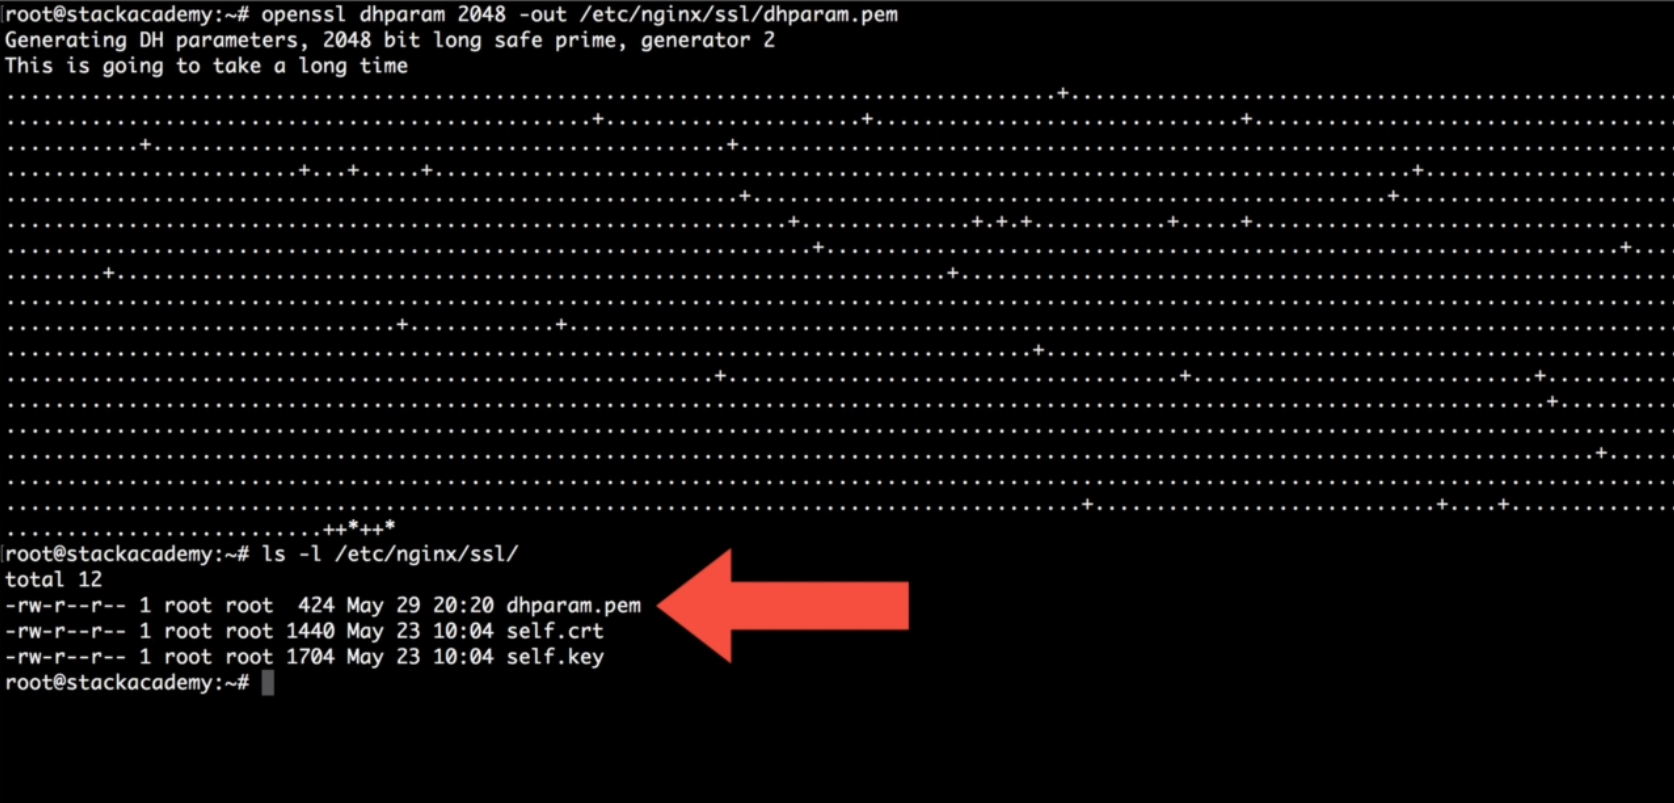 root@stackacademy:~# openssl dhparam 2048 -out /etc/nginx/ssl/dhparam.pem
Generating DH parameters, 2048 bit long safe prime, generator 2
This is going to take a long time
..........................++*++*
root@stackacademy:~# ls -l /etc/nginx/ssl/
total 12
-rw-r--r-- 1 root root  424 May 29 20:20 dhparam.pem
-rw-r--r-- 1 root root 1440 May 23 10:04 self.crt
-rw-r--r-- 1 root root 1704 May 23 10:04 self.key
root@stackacademy:~#